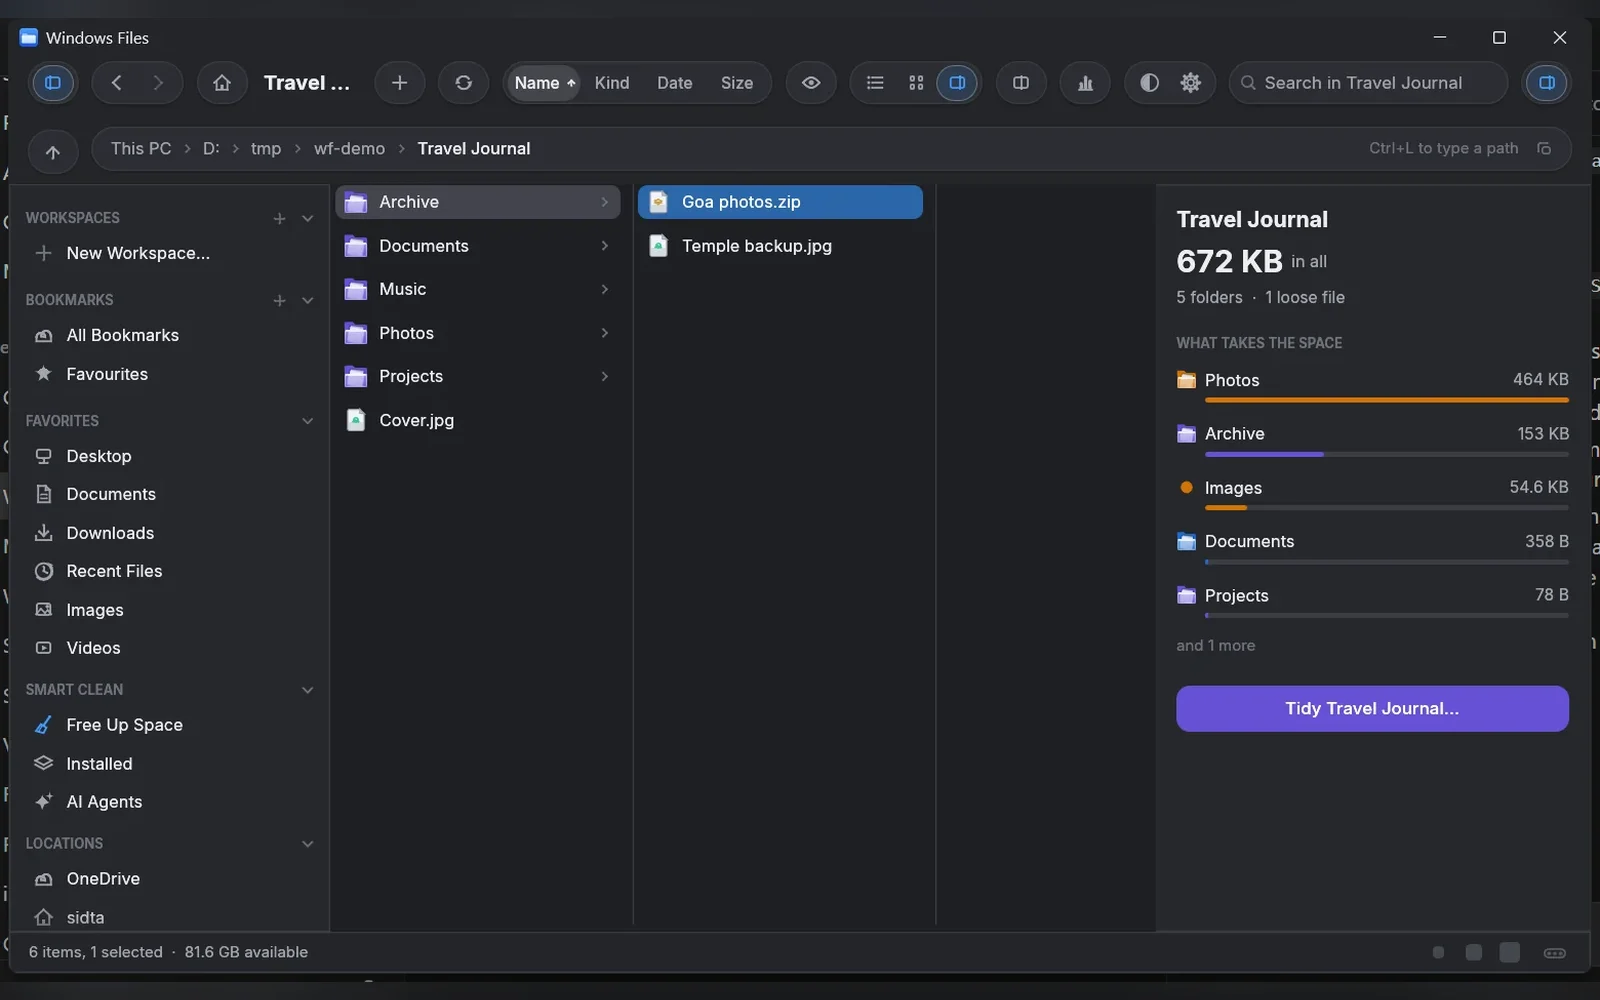 Windows Files
Travel ...
Name
Kind
Date
Size
Search in Travel Journal
This PC
D:
tmp
wf-demo
Travel Journal
Ctrl+L to type a path
WORKSPACES
New Workspace...
BOOKMARKS
All Bookmarks
Favourites
FAVORITES
Desktop
Documents
Downloads
Recent Files
Images
Videos
SMART CLEAN
Free Up Space
Installed
AI Agents
LOCATIONS
OneDrive
sidta
Archive
Documents
Music
Photos
Projects
Cover.jpg
Goa photos.zip
Temple backup.jpg
Travel Journal
672 KB in all
5 folders · 1 loose file
WHAT TAKES THE SPACE
Photos 464 KB
Archive 153 KB
Images 54.6 KB
Documents 358 B
Projects 78 B
and 1 more
Tidy Travel Journal...
6 items, 1 selected · 81.6 GB available